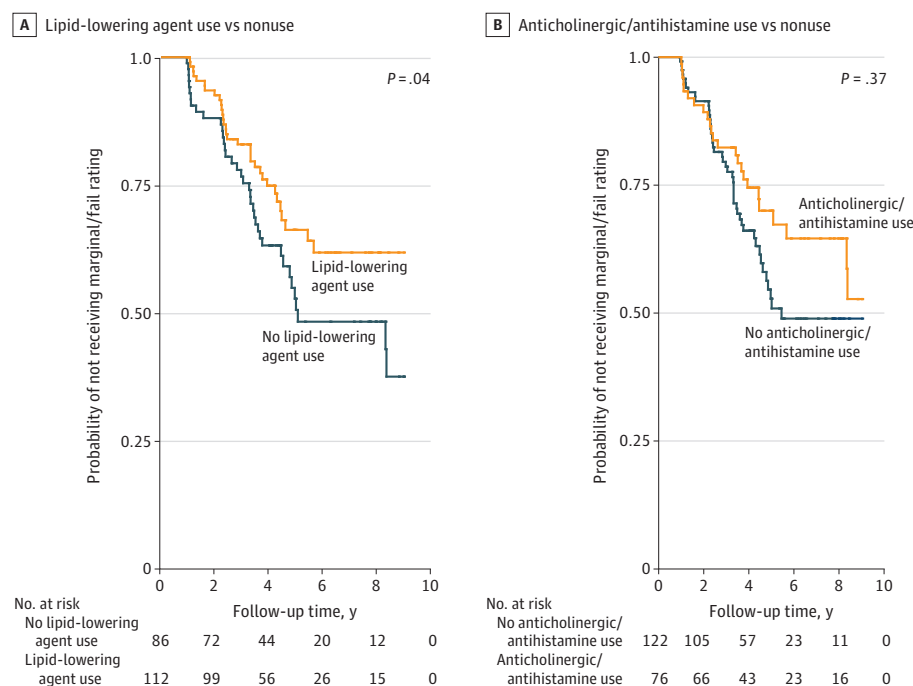 A Lipid-lowering agent use vs nonuse
1.0
0.75
0.50
0.25
0
Probability of not receiving marginal/fail rating
P = .04
Lipid-lowering
agent use
No lipid-lowering
agent use
0 2 4 6 8 10
Follow-up time, y
No. at risk
No lipid-lowering
agent use 86 72 44 20 12 0
Lipid-lowering
agent use 112 99 56 26 15 0
B Anticholinergic/antihistamine use vs nonuse
1.0
0.75
0.50
0.25
0
Probability of not receiving marginal/fail rating
P = .37
Anticholinergic/
antihistamine use
No anticholinergic/
antihistamine use
0 2 4 6 8 10
Follow-up time, y
No. at risk
No anticholinergic/
antihistamine use 122 105 57 23 11 0
Anticholinergic/
antihistamine use 76 66 43 23 16 0